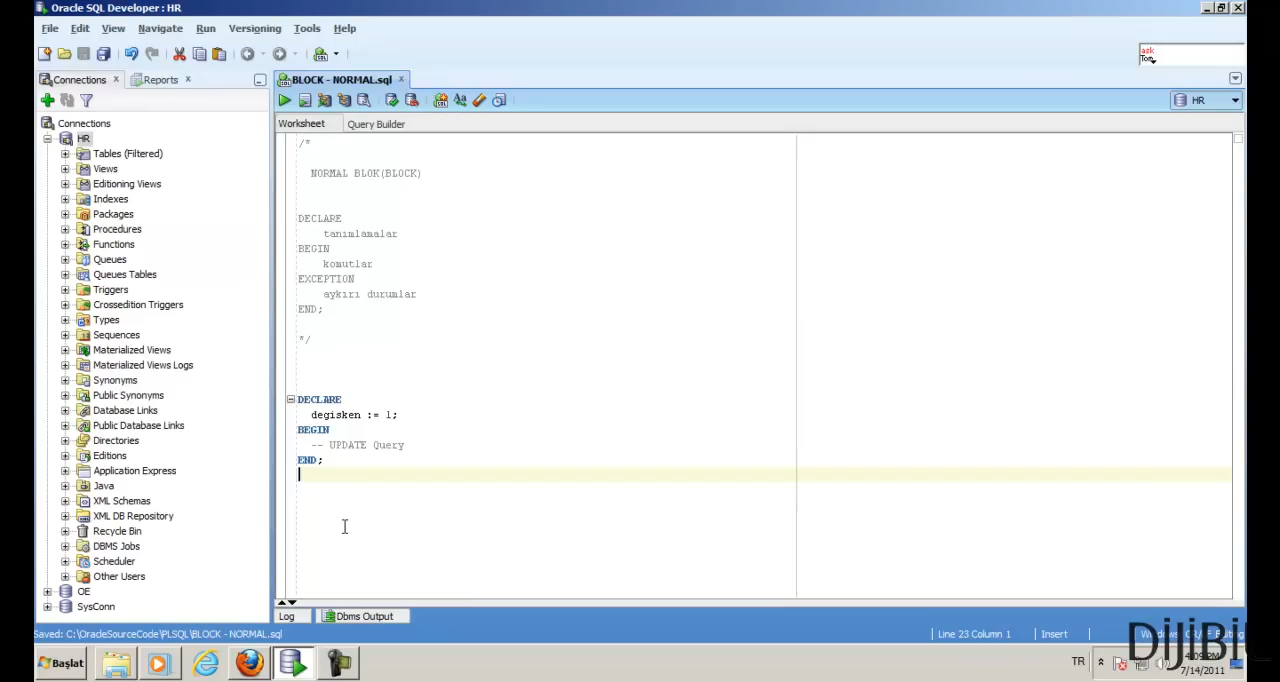 Oracle SQL Developer : HR
File Edit View Navigate Run Versioning Tools Help
ask
Tom
Connections Reports
BLOCK - NORMAL.sql
HR
Worksheet Query Builder
Connections
HR
Tables (Filtered)
Views
Editioning Views
Indexes
Packages
Procedures
Functions
Queues
Queues Tables
Triggers
Crossedition Triggers
Types
Sequences
Materialized Views
Materialized Views Logs
Synonyms
Public Synonyms
Database Links
Public Database Links
Directories
Editions
Application Express
Java
XML Schemas
XML DB Repository
Recycle Bin
DBMS Jobs
Scheduler
Other Users
OE
SysConn
/*
NORMAL BLOK(BLOCK)
DECLARE
tanımlamalar
BEGIN
komutlar
EXCEPTION
aykırı durumlar
END;
*/
DECLARE
degisken := 1;
BEGIN
-- UPDATE Query
END;
Log Dbms Output
Saved: C:\OracleSourceCode\PLSQL\BLOCK - NORMAL.sql
Line 23 Column 1 Insert
Başlat
TR
7/14/2011